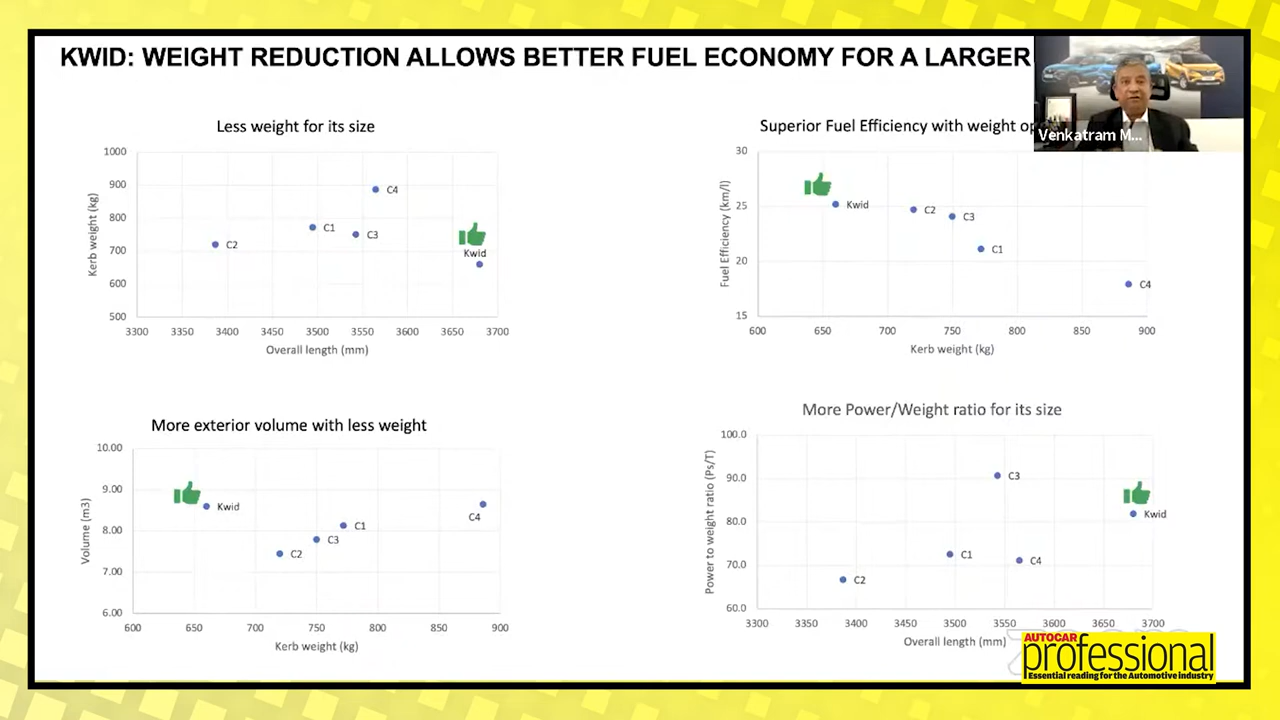 KWID: WEIGHT REDUCTION ALLOWS BETTER FUEL ECONOMY FOR A LARGER
Venkatram M...
Less weight for its size
Kerb weight (kg)
1000
900
800
700
600
500
C2
C1
C3
C4
Kwid
3300 3350 3400 3450 3500 3550 3600 3650 3700
Overall length (mm)
Superior Fuel Efficiency with weight op
Fuel Efficiency (km/l)
30
25
20
15
Kwid
C2
C3
C1
C4
600 650 700 750 800 850 900
Kerb weight (kg)
More exterior volume with less weight
Volume (m3)
10.00
9.00
8.00
7.00
6.00
Kwid
C2
C3
C1
C4
600 650 700 750 800 850 900
Kerb weight (kg)
More Power/Weight ratio for its size
Power to weight ratio (Ps/T)
100.0
90.0
80.0
70.0
60.0
C2
C1
C3
C4
Kwid
3300 3350 3400 3450 3500 3550 3600 3650 3700
Overall length (mm)
AUTOCAR
professional
Essential reading for the Automotive industry